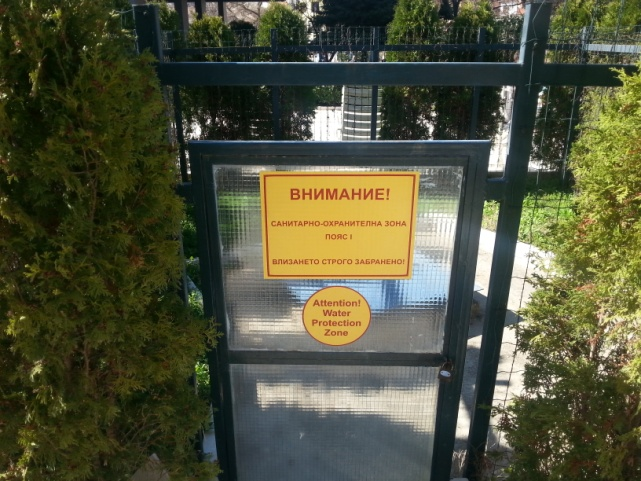 ВНИМАНИЕ!
САНИТАРНО-ОХРАНИТЕЛНА ЗОНА
ПОЯС I
ВЛИЗАНЕТО СТРОГО ЗАБРАНЕНО!
Attention!
Water
Protection
Zone